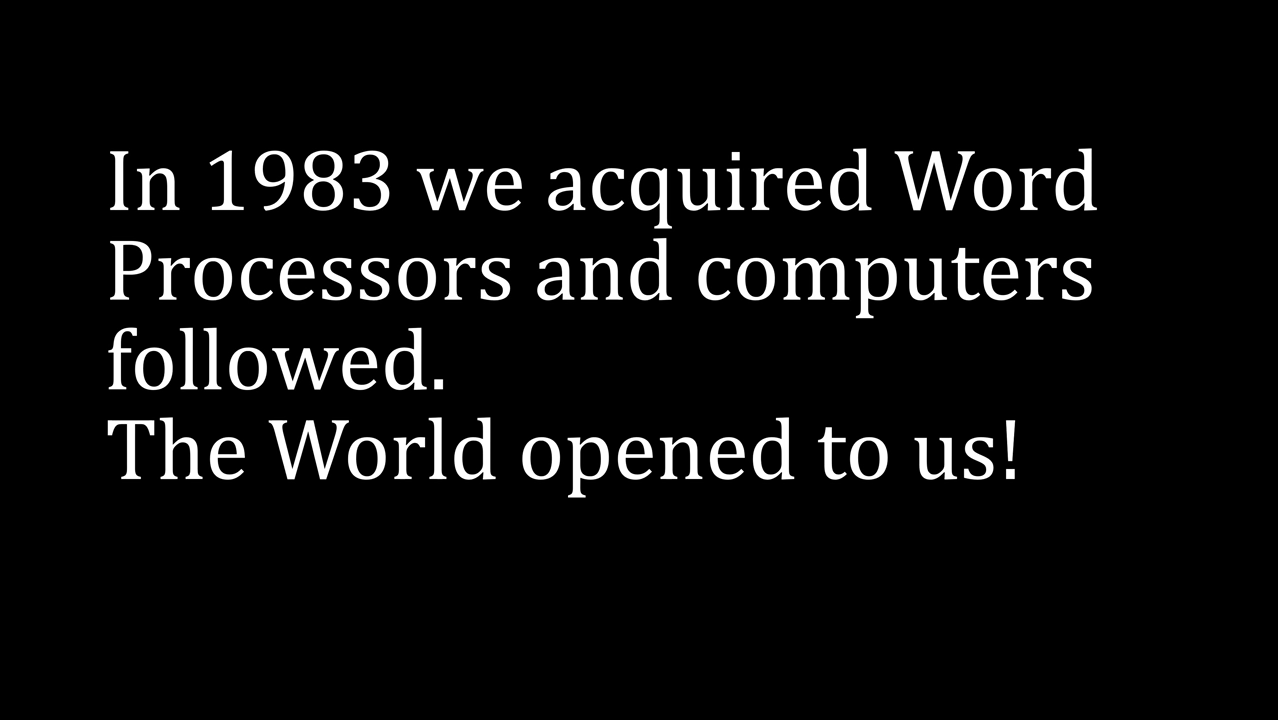 In 1983 we acquired Word
Processors and computers
followed.
The World opened to us!